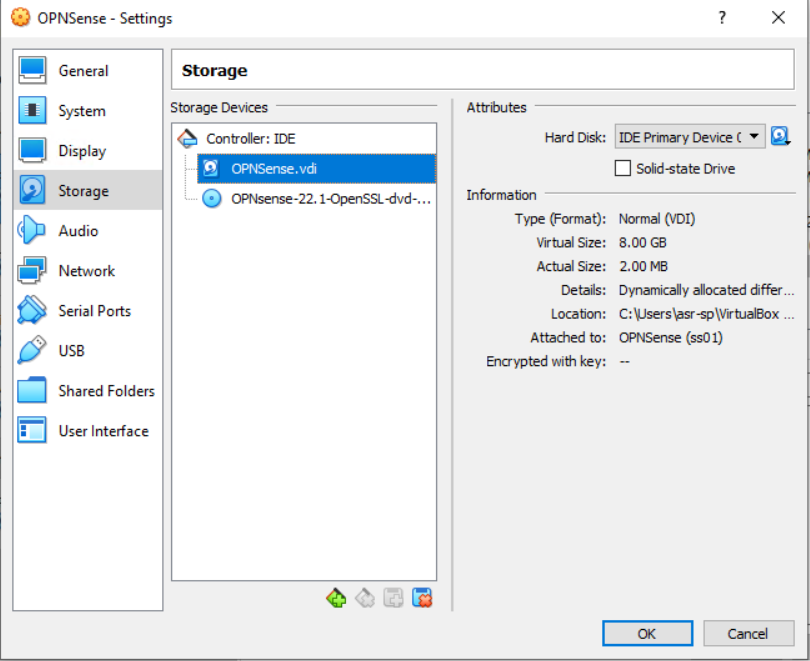 OPNSense - Settings
?
General
System
Display
Storage
Audio
Network
Serial Ports
USB
Shared Folders
User Interface
Storage
Storage Devices
Controller: IDE
OPNSense.vdi
OPNsense-22.1-OpenSSL-dvd-...
Attributes
Hard Disk: IDE Primary Device (
Solid-state Drive
Information
Type (Format): Normal (VDI)
Virtual Size: 8.00 GB
Actual Size: 2.00 MB
Details: Dynamically allocated differ...
Location: C:\Users\asr-sp\VirtualBox ...
Attached to: OPNSense (ss01)
Encrypted with key: --
OK
Cancel